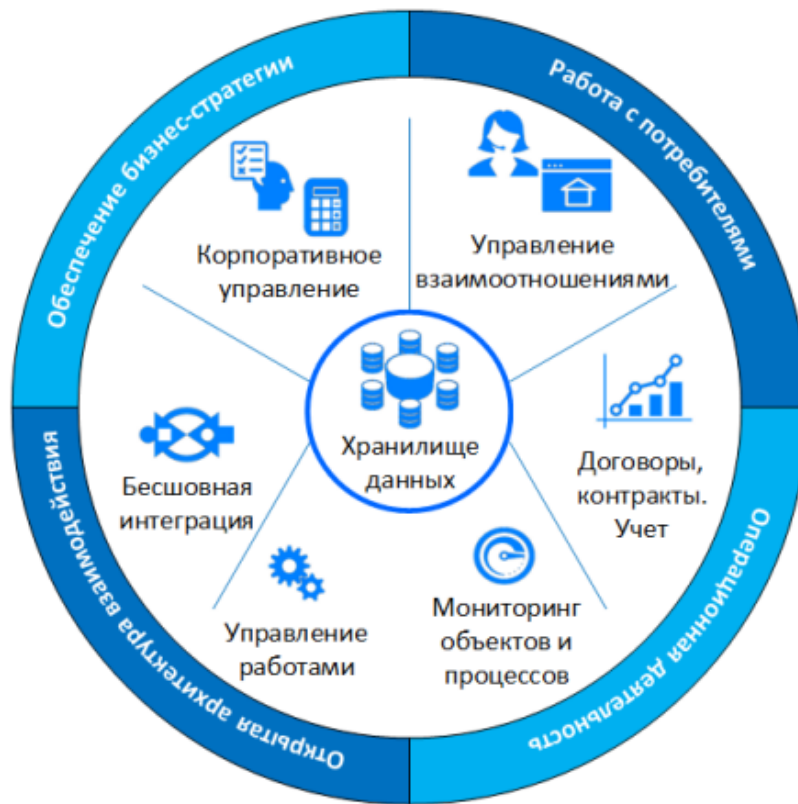 Обеспечение бизнес-стратегии
Работа с потребителями
Корпоративное
управление
Управление
взаимоотношениями
Хранилище
данных
Бесшовная
интеграция
Договоры,
контракты.
Учет
Управление
работами
Мониторинг
объектов и
процессов
Открытая архитектура взаимодействия
Операционная деятельность